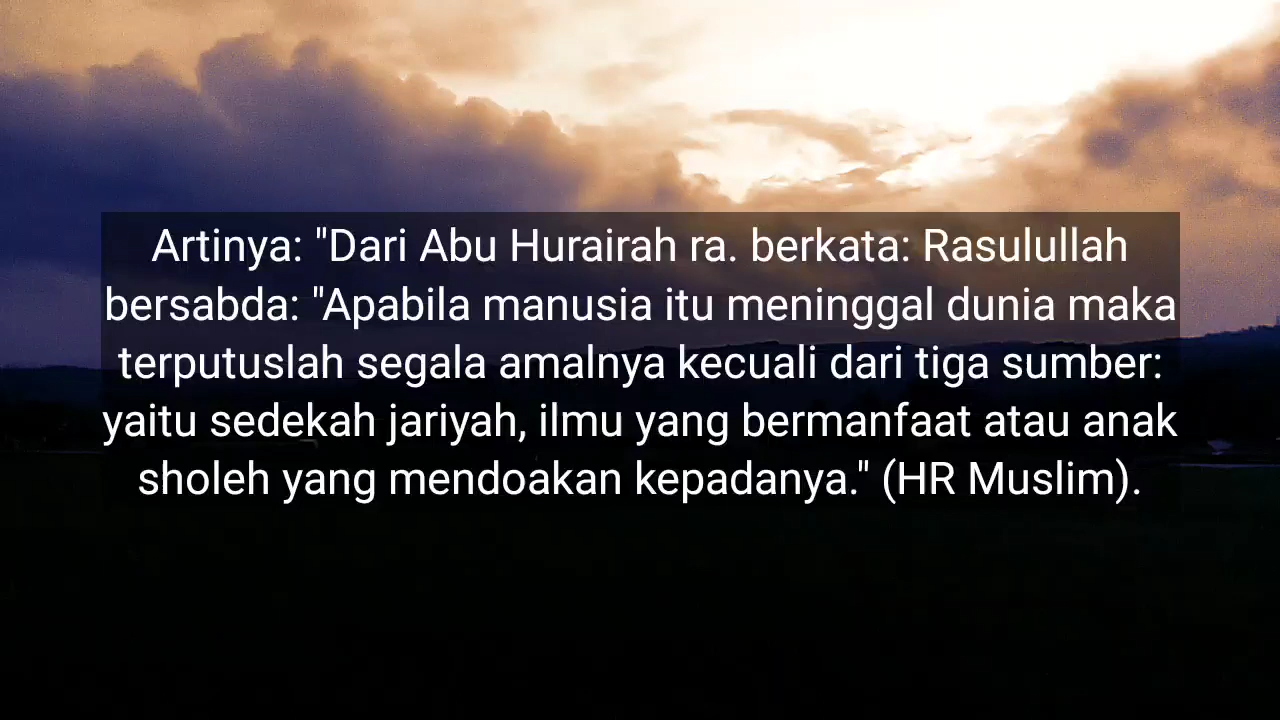 Artinya: "Dari Abu Hurairah ra. berkata: Rasulullah
bersabda: "Apabila manusia itu meninggal dunia maka
terputuslah segala amalnya kecuali dari tiga sumber:
yaitu sedekah jariyah, ilmu yang bermanfaat atau anak
sholeh yang mendoakan kepadanya." (HR Muslim).